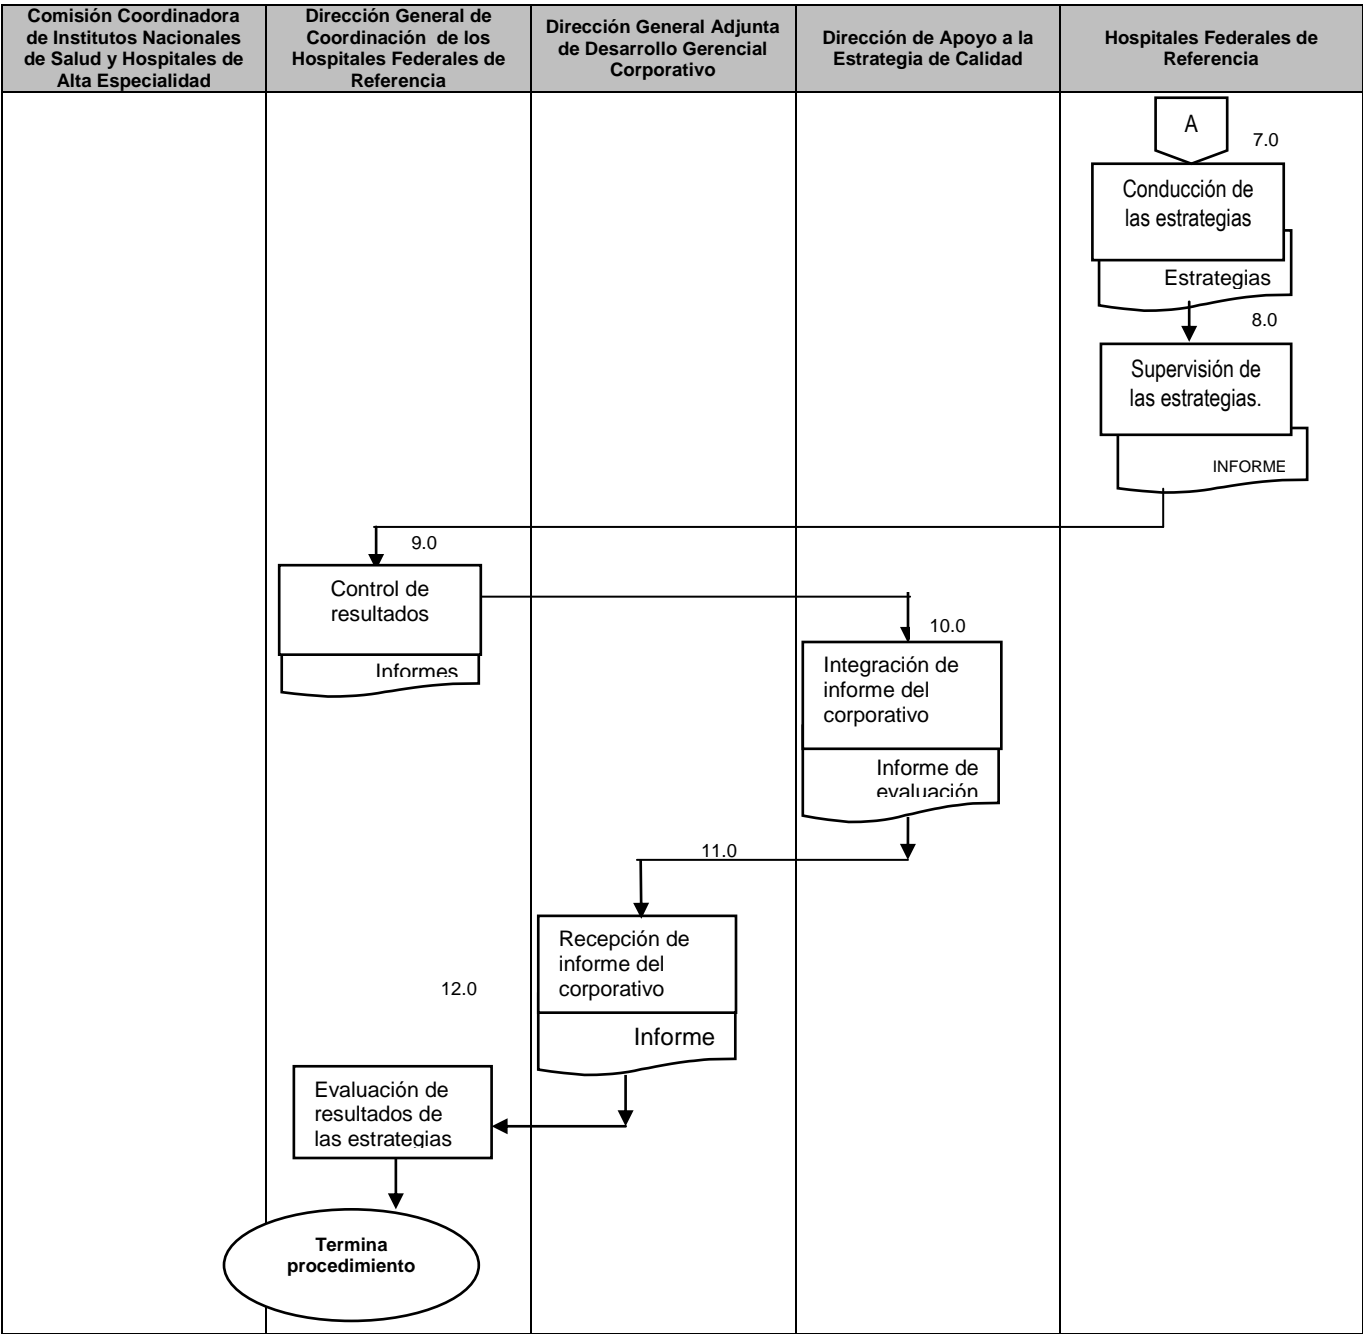 Comisión Coordinadora
de Institutos Nacionales
de Salud y Hospitales de
Alta Especialidad
Dirección General de
Coordinación de los
Hospitales Federales de
Referencia
Dirección General Adjunta
de Desarrollo Gerencial
Corporativo
Dirección de Apoyo a la
Estrategia de Calidad
Hospitales Federales de
Referencia
A
7.0
Conducción de
las estrategias
Estrategias
8.0
Supervisión de
las estrategias.
INFORME
9.0
Control de
resultados
Informes
10.0
Integración de
informe del
corporativo
Informe de
evaluación
11.0
Recepción de
informe del
corporativo
Informe
12.0
Evaluación de
resultados de
las estrategias
Termina
procedimiento